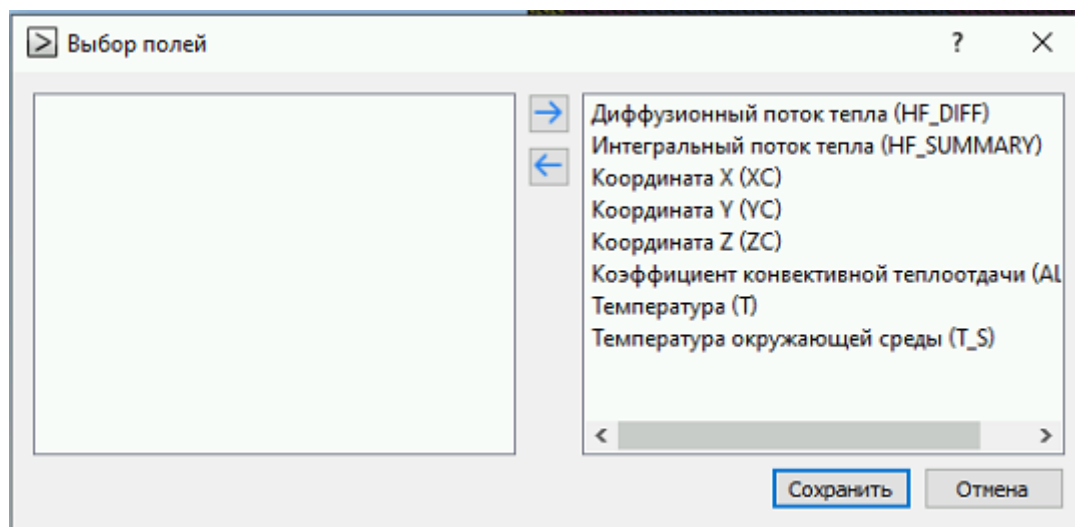 Выбор полей
?
Диффузионный поток тепла (HF_DIFF)
Интегральный поток тепла (HF_SUMMARY)
Координата X (XC)
Координата Y (YC)
Координата Z (ZC)
Коэффициент конвективной теплоотдачи (AL
Температура (T)
Температура окружающей среды (T_S)
Сохранить
Отмена